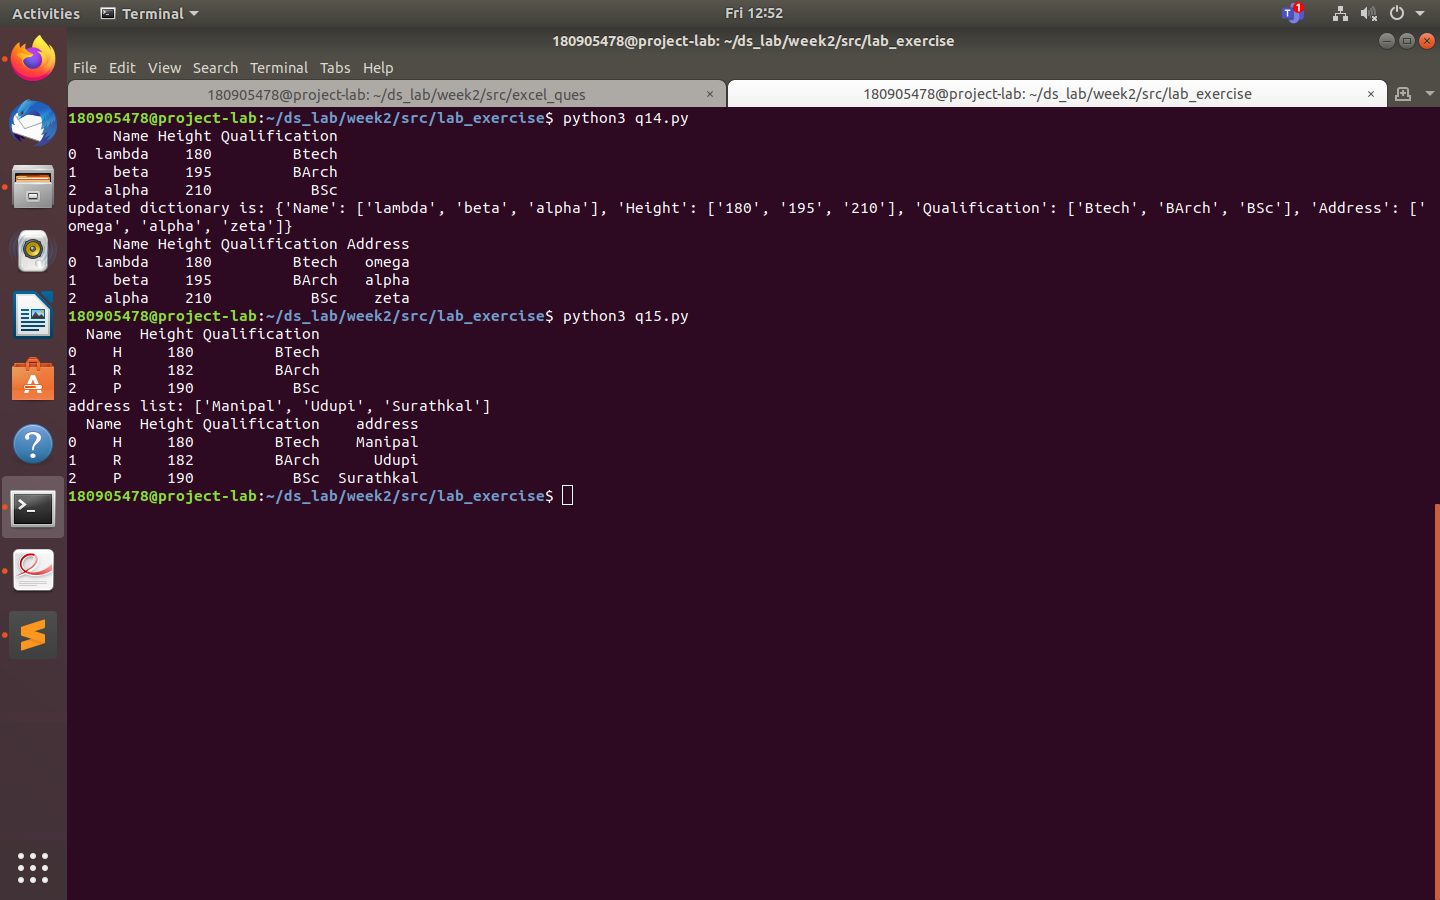 Activities Terminal Fri 12:52 1
180905478@project-lab: ~/ds_lab/week2/src/lab_exercise
File Edit View Search Terminal Tabs Help
180905478@project-lab: ~/ds_lab/week2/src/excel_ques × 180905478@project-lab: ~/ds_lab/week2/src/lab_exercise ×
180905478@project-lab:~/ds_lab/week2/src/lab_exercise$ python3 q14.py
     Name Height Qualification
0  lambda    180         Btech
1    beta    195         BArch
2   alpha    210           BSc
updated dictionary is: {'Name': ['lambda', 'beta', 'alpha'], 'Height': ['180', '195', '210'], 'Qualification': ['Btech', 'BArch', 'BSc'], 'Address': ['
omega', 'alpha', 'zeta']}
     Name Height Qualification Address
0  lambda    180         Btech   omega
1    beta    195         BArch   alpha
2   alpha    210           BSc    zeta
180905478@project-lab:~/ds_lab/week2/src/lab_exercise$ python3 q15.py
  Name  Height Qualification
0    H     180         BTech
1    R     182         BArch
2    P     190           BSc
address list: ['Manipal', 'Udupi', 'Surathkal']
  Name  Height Qualification    address
0    H     180         BTech    Manipal
1    R     182         BArch      Udupi
2    P     190           BSc  Surathkal
180905478@project-lab:~/ds_lab/week2/src/lab_exercise$